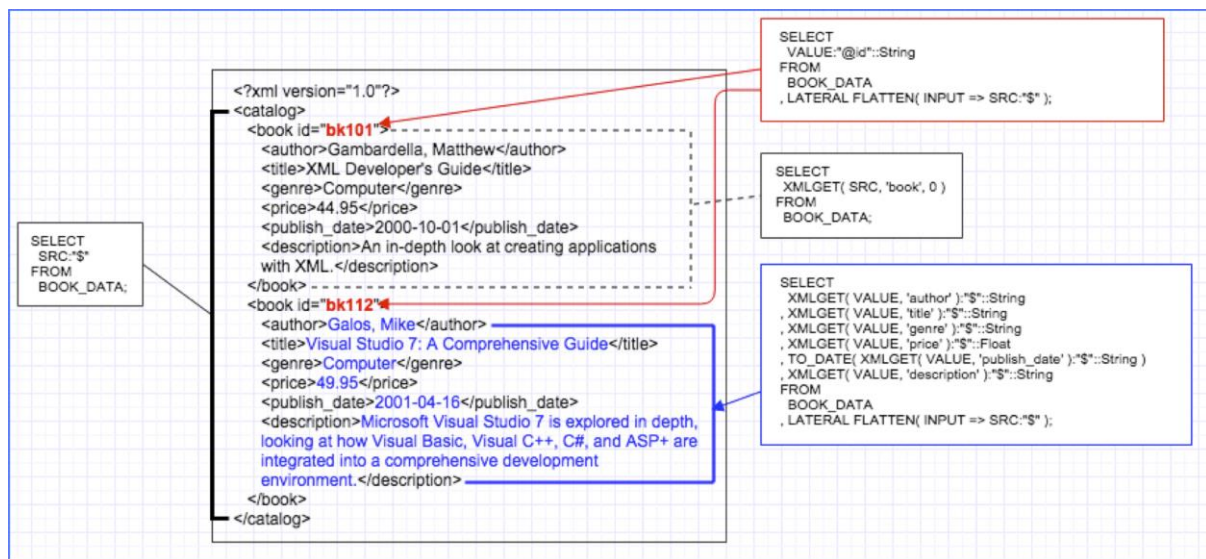 SELECT
VALUE:"@id"::String
FROM
BOOK_DATA
, LATERAL FLATTEN( INPUT => SRC:"$" );
<?xml version="1.0"?>
<catalog>
<book id="bk101">
<author>Gambardella, Matthew</author>
<title>XML Developer's Guide</title>
<genre>Computer</genre>
<price>44.95</price>
<publish_date>2000-10-01</publish_date>
<description>An in-depth look at creating applications
with XML.</description>
</book>
<book id="bk112">
<author>Galos, Mike</author>
<title>Visual Studio 7: A Comprehensive Guide</title>
<genre>Computer</genre>
<price>49.95</price>
<publish_date>2001-04-16</publish_date>
<description>Microsoft Visual Studio 7 is explored in depth,
looking at how Visual Basic, Visual C++, C#, and ASP+ are
integrated into a comprehensive development
environment.</description>
</book>
</catalog>
SELECT
XMLGET( SRC, 'book', 0 )
FROM
BOOK_DATA;
SELECT
SRC:"$"
FROM
BOOK_DATA;
SELECT
XMLGET( VALUE, 'author' ):"$"::String
, XMLGET( VALUE, 'title' ):"$"::String
, XMLGET( VALUE, 'genre' ):"$"::String
, XMLGET( VALUE, 'price' ):"$"::Float
, TO_DATE( XMLGET( VALUE, 'publish_date' ):"$"::String )
, XMLGET( VALUE, 'description' ):"$"::String
FROM
BOOK_DATA
, LATERAL FLATTEN( INPUT => SRC:"$" );